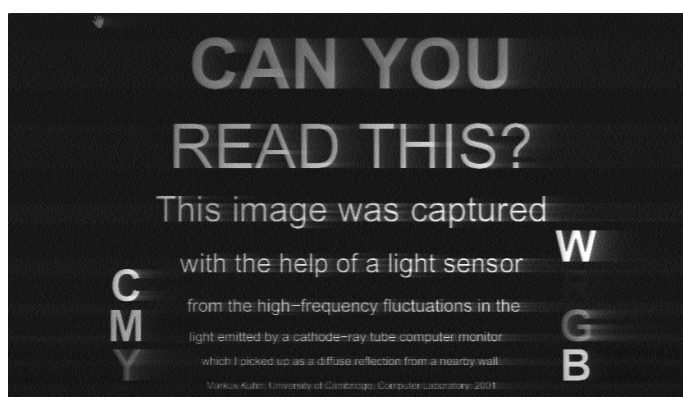 CAN YOU
READ THIS?
This image was captured
with the help of a light sensor
from the high-frequency fluctuations in the
light emitted by a cathode-ray tube computer monitor
which I picked up as a diffuse reflection from a nearby wall.
Markus Kuhn, University of Cambridge, Computer Laboratory, 2001
C
M
Y
W
R
G
B